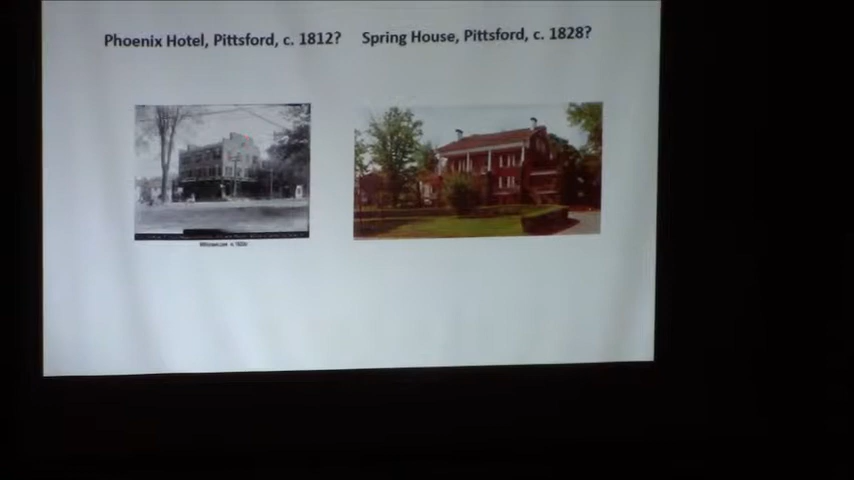 Phoenix Hotel, Pittsford, c. 1812?
Spring House, Pittsford, c. 1828?